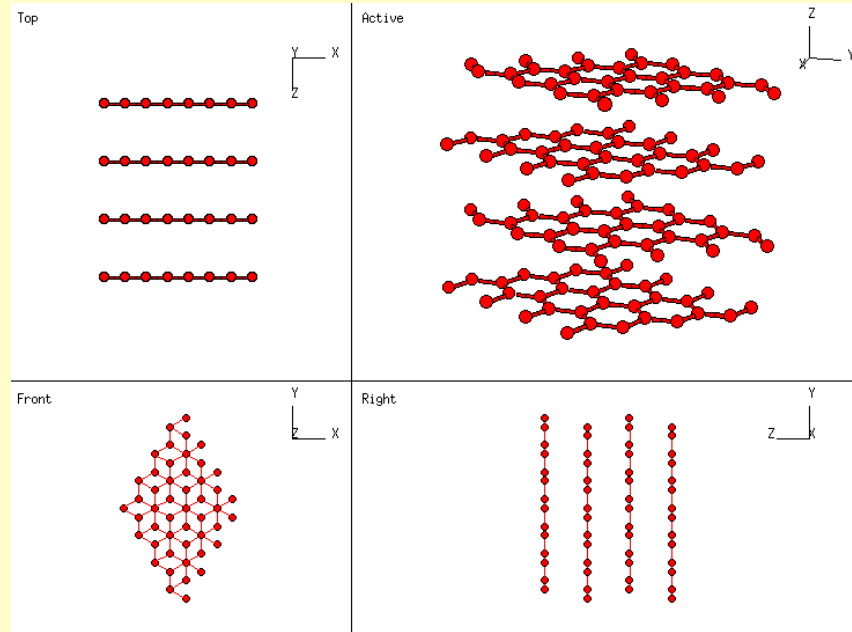 Top
Y X
Z
Active
Z
X Y
Front
Y
Z X
Right
Y
Z X